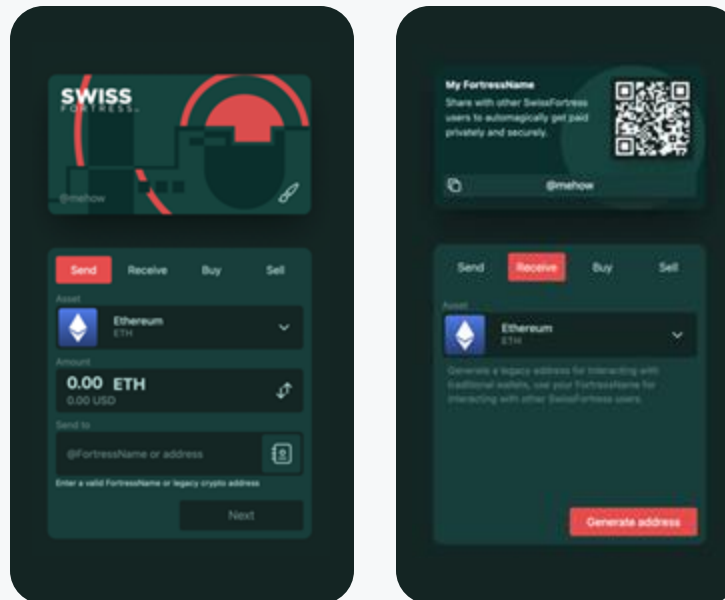 SWISS
FORTRESS
@mehow
Send Receive Buy Sell
Asset
Ethereum
ETH
Amount
0.00 ETH
0.00 USD
Send to
@FortressName or address
Enter a valid FortressName or legacy crypto address
Next
My FortressName
Share with other SwissFortress
users to automagically get paid
privately and securely.
@mehow
Send Receive Buy Sell
Asset
Ethereum
ETH
Generate a legacy address for interacting with
traditional wallets, use your FortressName for
interacting with other SwissFortress users.
Generate address